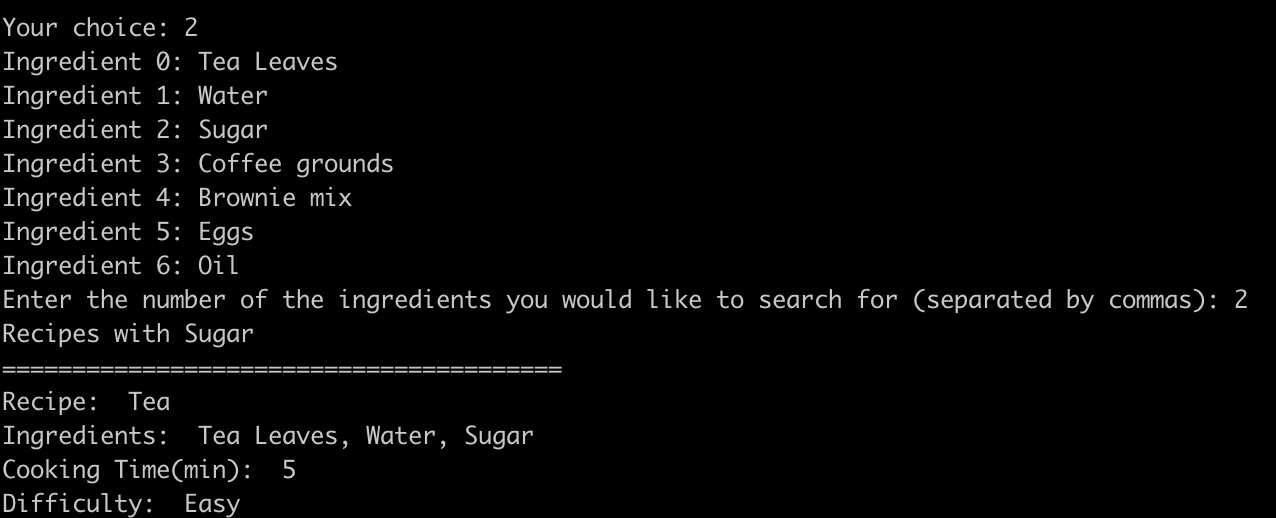 Your choice: 2
Ingredient 0: Tea Leaves
Ingredient 1: Water
Ingredient 2: Sugar
Ingredient 3: Coffee grounds
Ingredient 4: Brownie mix
Ingredient 5: Eggs
Ingredient 6: Oil
Enter the number of the ingredients you would like to search for (separated by commas): 2
Recipes with Sugar
========================================
Recipe:  Tea
Ingredients:  Tea Leaves, Water, Sugar
Cooking Time(min):  5
Difficulty:  Easy